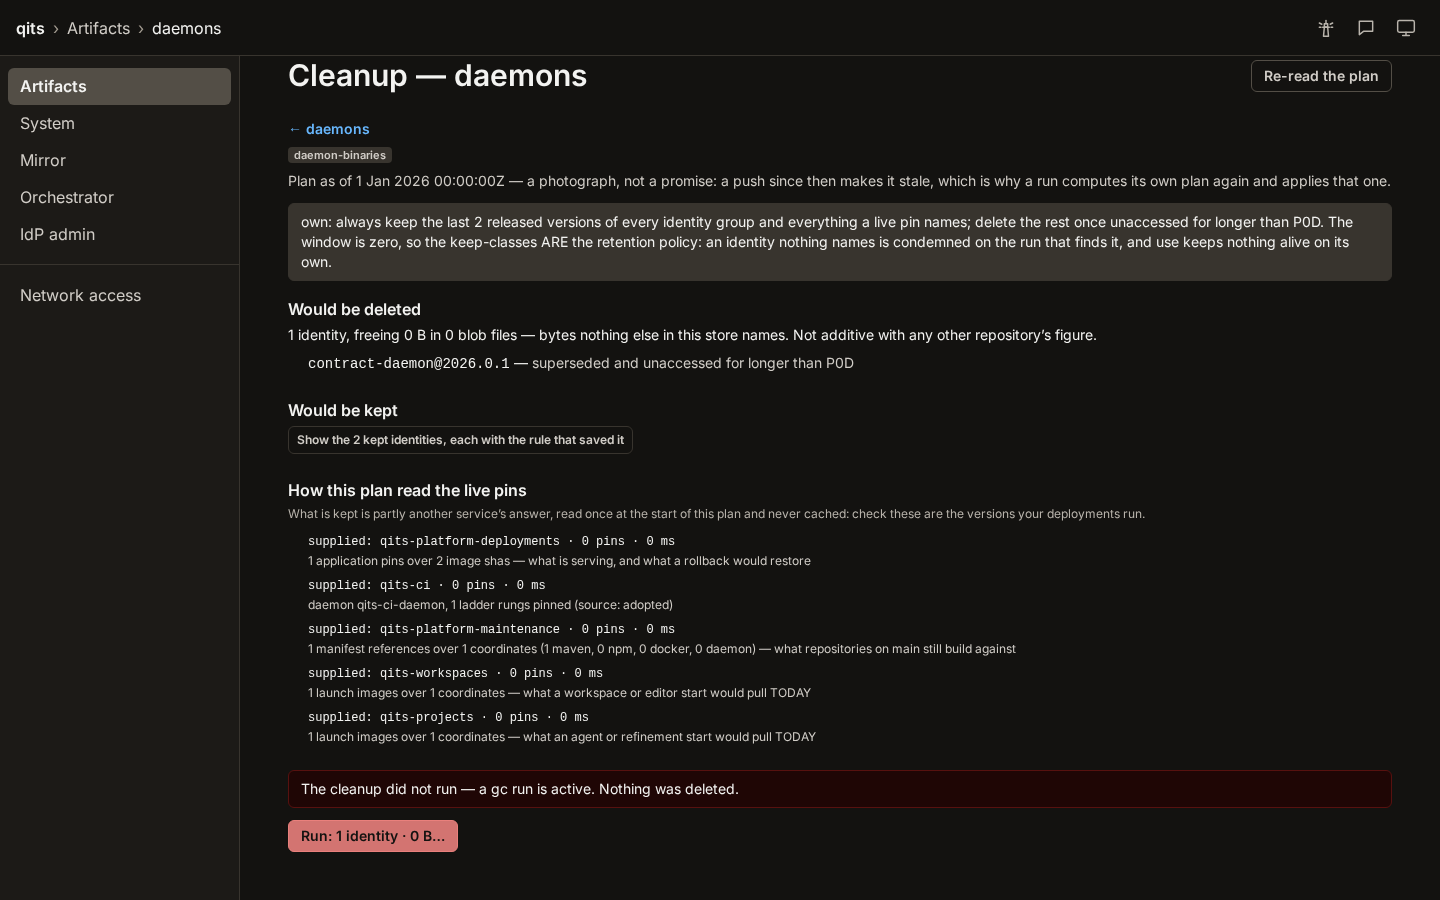 qits › Artifacts › daemons
Artifacts
System
Mirror
Orchestrator
IdP admin
Network access
Cleanup — daemons
Re-read the plan
← daemons
daemon-binaries
Plan as of 1 Jan 2026 00:00:00Z — a photograph, not a promise: a push since then makes it stale, which is why a run computes its own plan again and applies that one.
own: always keep the last 2 released versions of every identity group and everything a live pin names; delete the rest once unaccessed for longer than P0D. The
window is zero, so the keep-classes ARE the retention policy: an identity nothing names is condemned on the run that finds it, and use keeps nothing alive on its
own.
Would be deleted
1 identity, freeing 0 B in 0 blob files — bytes nothing else in this store names. Not additive with any other repository’s figure.
contract-daemon@2026.0.1 — superseded and unaccessed for longer than P0D
Would be kept
Show the 2 kept identities, each with the rule that saved it
How this plan read the live pins
What is kept is partly another service’s answer, read once at the start of this plan and never cached: check these are the versions your deployments run.
supplied: qits-platform-deployments · 0 pins · 0 ms
1 application pins over 2 image shas — what is serving, and what a rollback would restore
supplied: qits-ci · 0 pins · 0 ms
daemon qits-ci-daemon, 1 ladder rungs pinned (source: adopted)
supplied: qits-platform-maintenance · 0 pins · 0 ms
1 manifest references over 1 coordinates (1 maven, 0 npm, 0 docker, 0 daemon) — what repositories on main still build against
supplied: qits-workspaces · 0 pins · 0 ms
1 launch images over 1 coordinates — what a workspace or editor start would pull TODAY
supplied: qits-projects · 0 pins · 0 ms
1 launch images over 1 coordinates — what an agent or refinement start would pull TODAY
The cleanup did not run — a gc run is active. Nothing was deleted.
Run: 1 identity · 0 B…